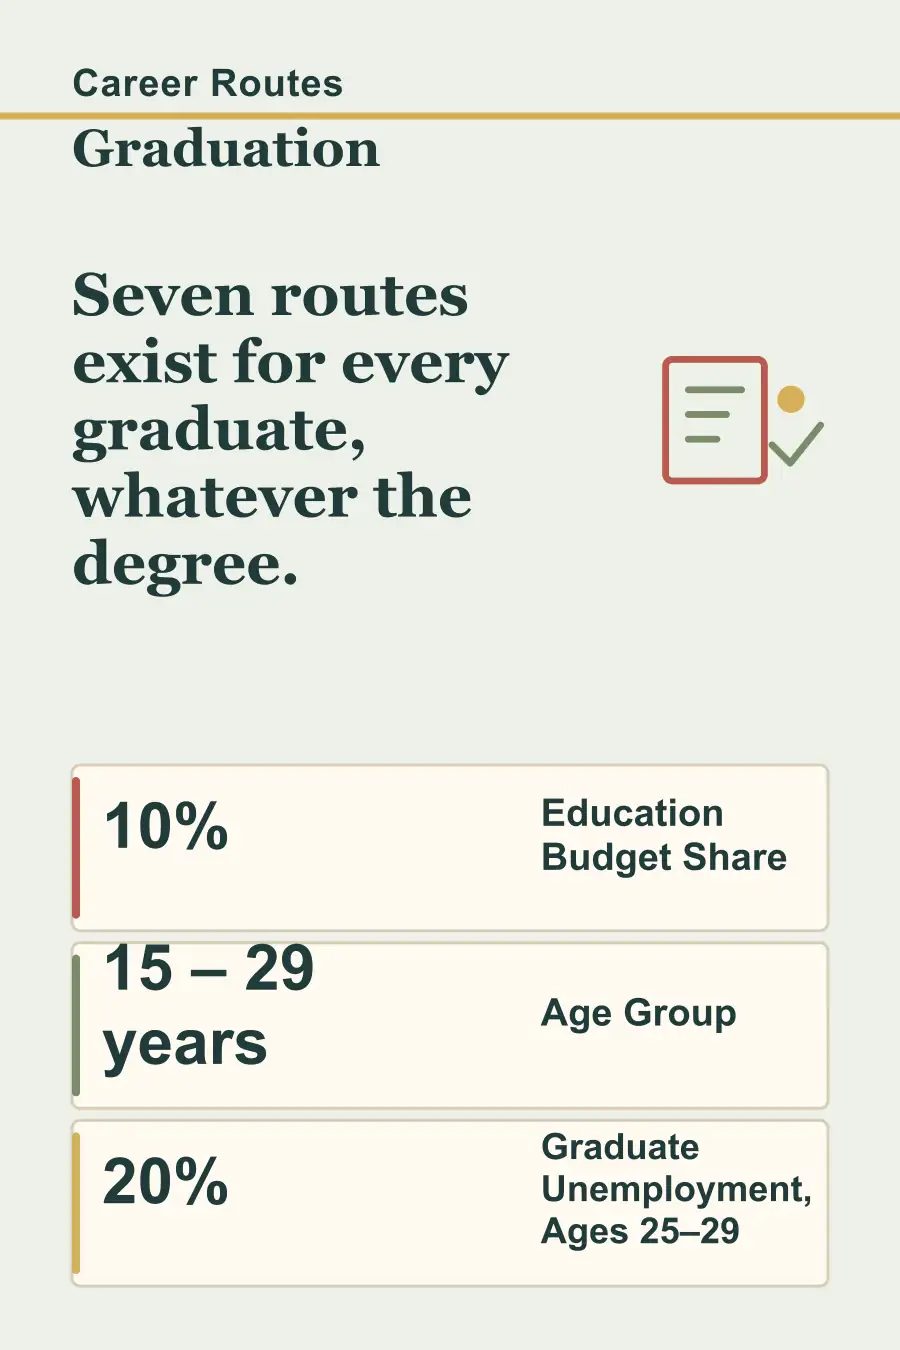 Career Routes
Graduation
Seven routes
exist for every
graduate,
whatever the
degree.
10%
Education
Budget Share
15 – 29
years
Age Group
20%
Graduate
Unemployment,
Ages 25–29